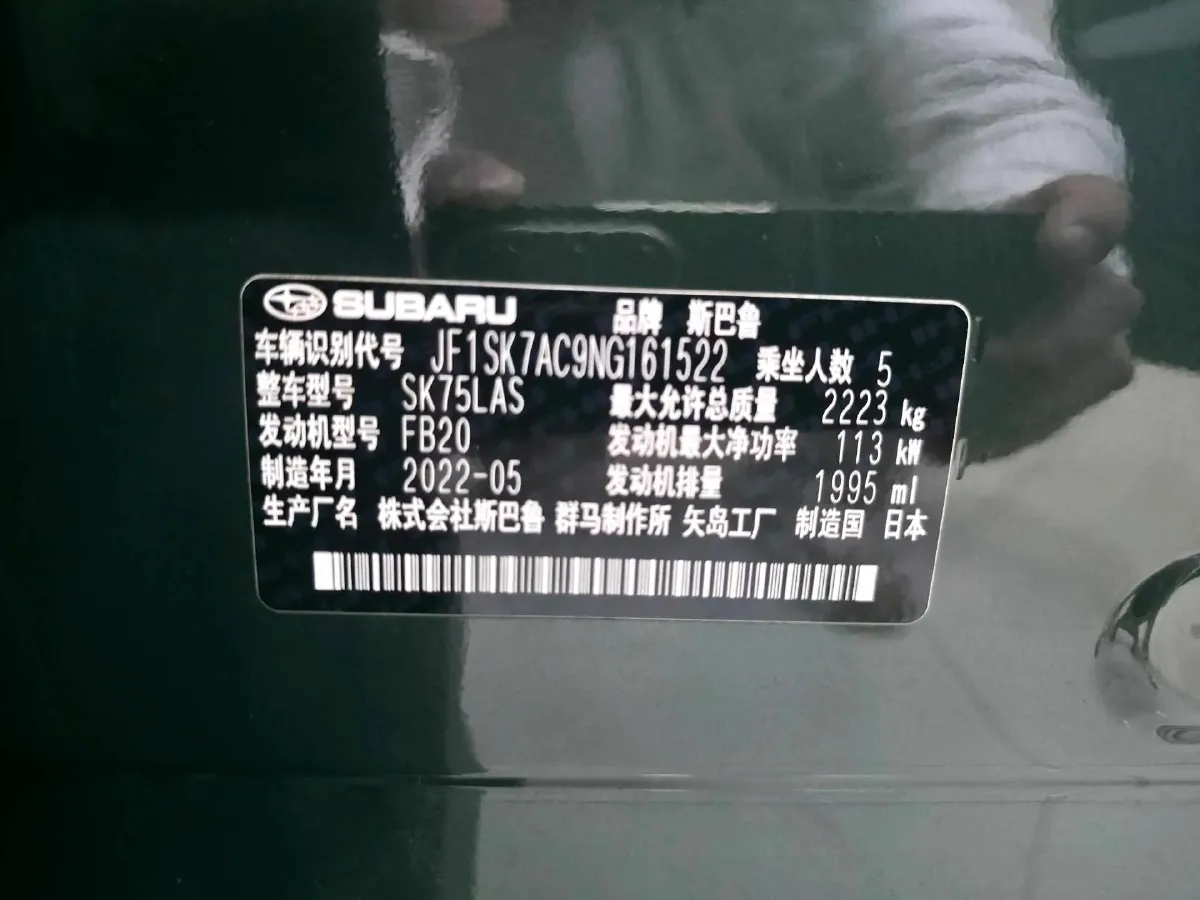 SUBARU 品牌 斯巴鲁
车辆识别代号 JF1SK7AC9NG161522 乘坐人数 5
整车型号 SK75LAS 最大允许总质量 2223 kg
发动机型号 FB20 发动机最大净功率 113 kW
制造年月 2022-05 发动机排量 1995 ml
生产厂名 株式会社斯巴鲁 群马制作所 矢岛工厂 制造国 日本